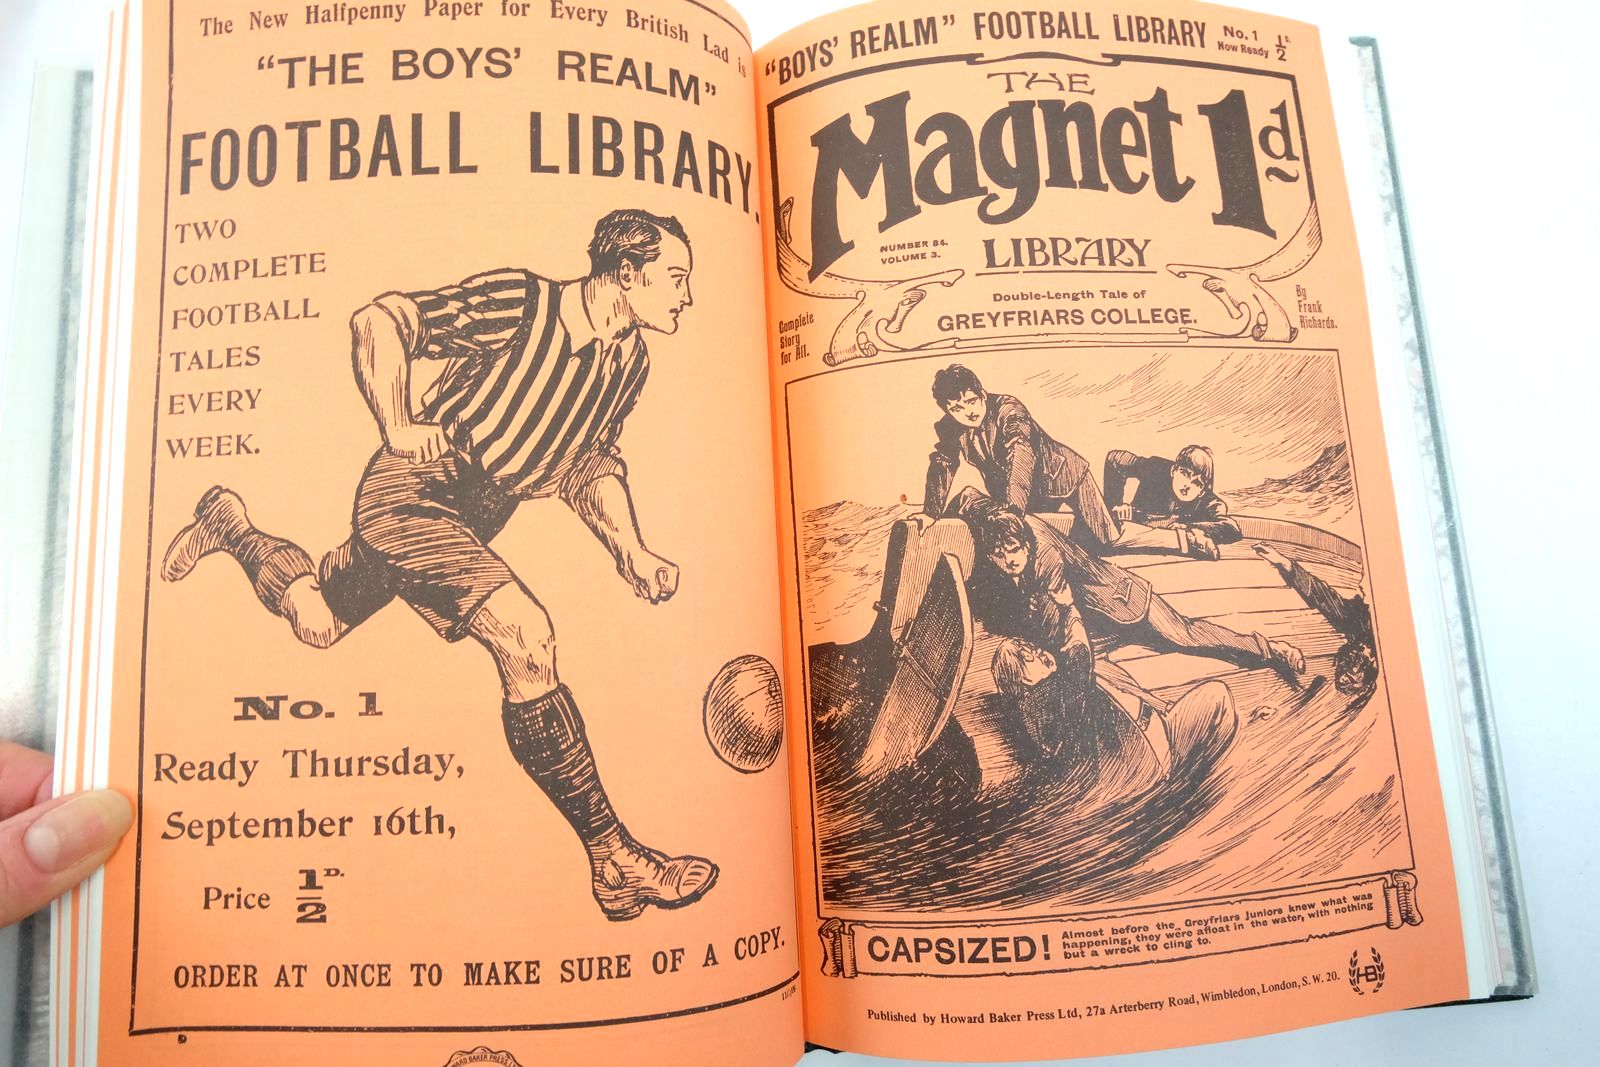 The New Halfpenny Paper for Every British Lad is
"THE BOYS' REALM"
FOOTBALL LIBRARY.
TWO
COMPLETE
FOOTBALL
TALES
EVERY
WEEK.
No. 1
Ready Thursday,
September 16th,
Price 1/2D.
ORDER AT ONCE TO MAKE SURE OF A COPY.
"BOYS' REALM" FOOTBALL LIBRARY No. 1 Now Ready 1/2D.
THE
Magnet 1d
LIBRARY
NUMBER 84.
VOLUME 3.
Double-Length Tale of
GREYFRIARS COLLEGE.
Complete
Story
for All.
By
Frank
Richards.
CAPSIZED!
Almost before the Greyfriars Juniors knew what was
happening, they were afloat in the water, with nothing
but a wreck to cling to.
Published by Howard Baker Press Ltd, 27a Arterberry Road, Wimbledon, London, S.W. 20.
HB